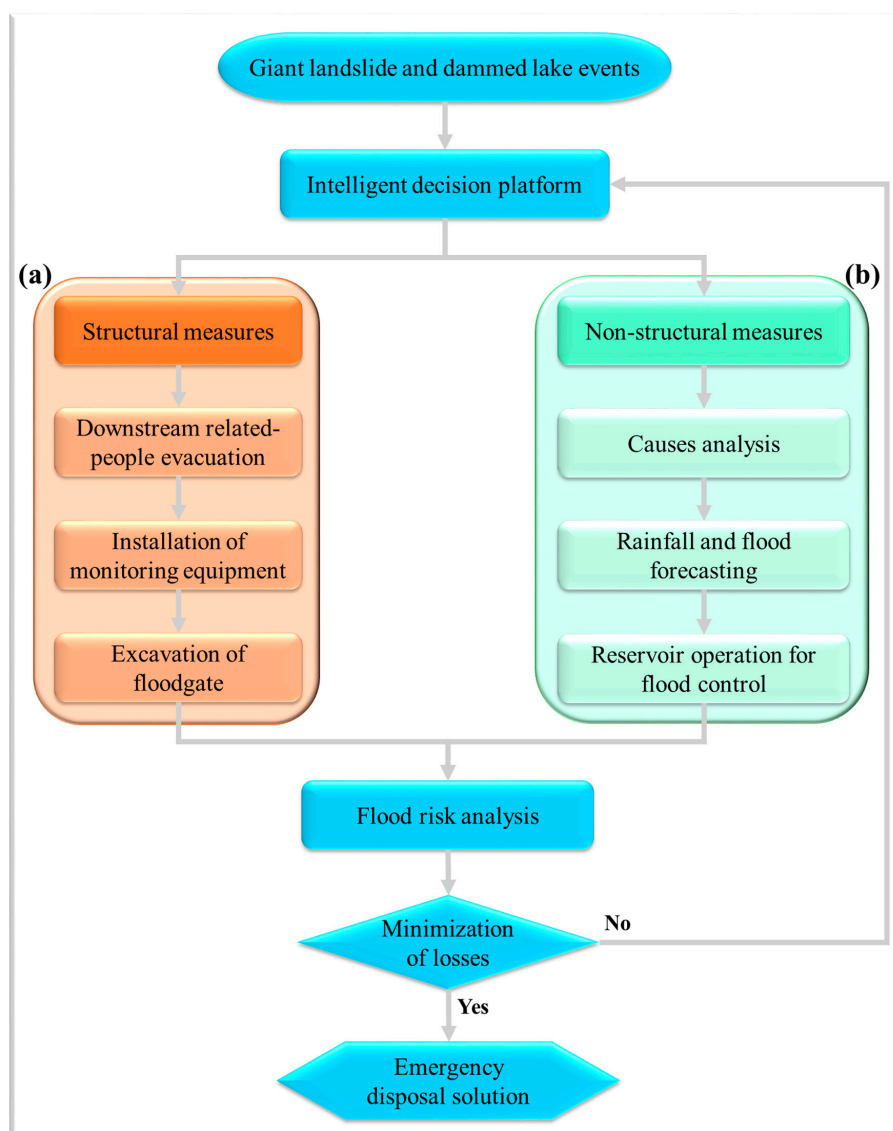 Giant landslide and dammed lake events
Intelligent decision platform
(a)
Structural measures
Downstream related-
people evacuation
Installation of
monitoring equipment
Excavation of
floodgate
(b)
Non-structural measures
Causes analysis
Rainfall and flood
forecasting
Reservoir operation for
flood control
Flood risk analysis
Minimization
of losses
No
Yes
Emergency
disposal solution